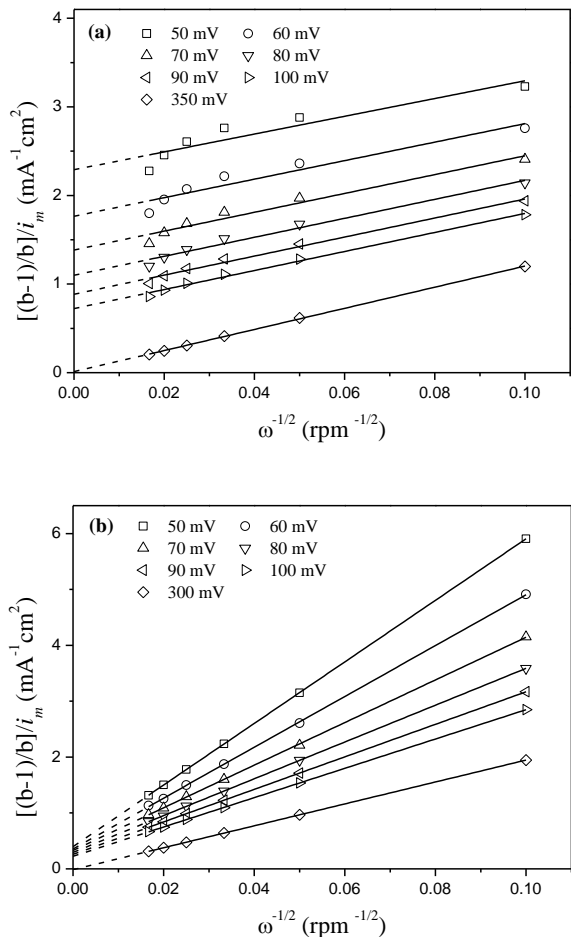 (a)
50 mV 60 mV
70 mV 80 mV
90 mV 100 mV
350 mV
[(b-1)/b]/i_m (mA⁻¹cm²)
4
3
2
1
0
0.00 0.02 0.04 0.06 0.08 0.10
ω⁻¹/² (rpm ⁻¹/²)
(b)
50 mV 60 mV
70 mV 80 mV
90 mV 100 mV
300 mV
[(b-1)/b]/i_m (mA⁻¹cm²)
6
4
2
0
0.00 0.02 0.04 0.06 0.08 0.10
ω⁻¹/² (rpm⁻¹/²)